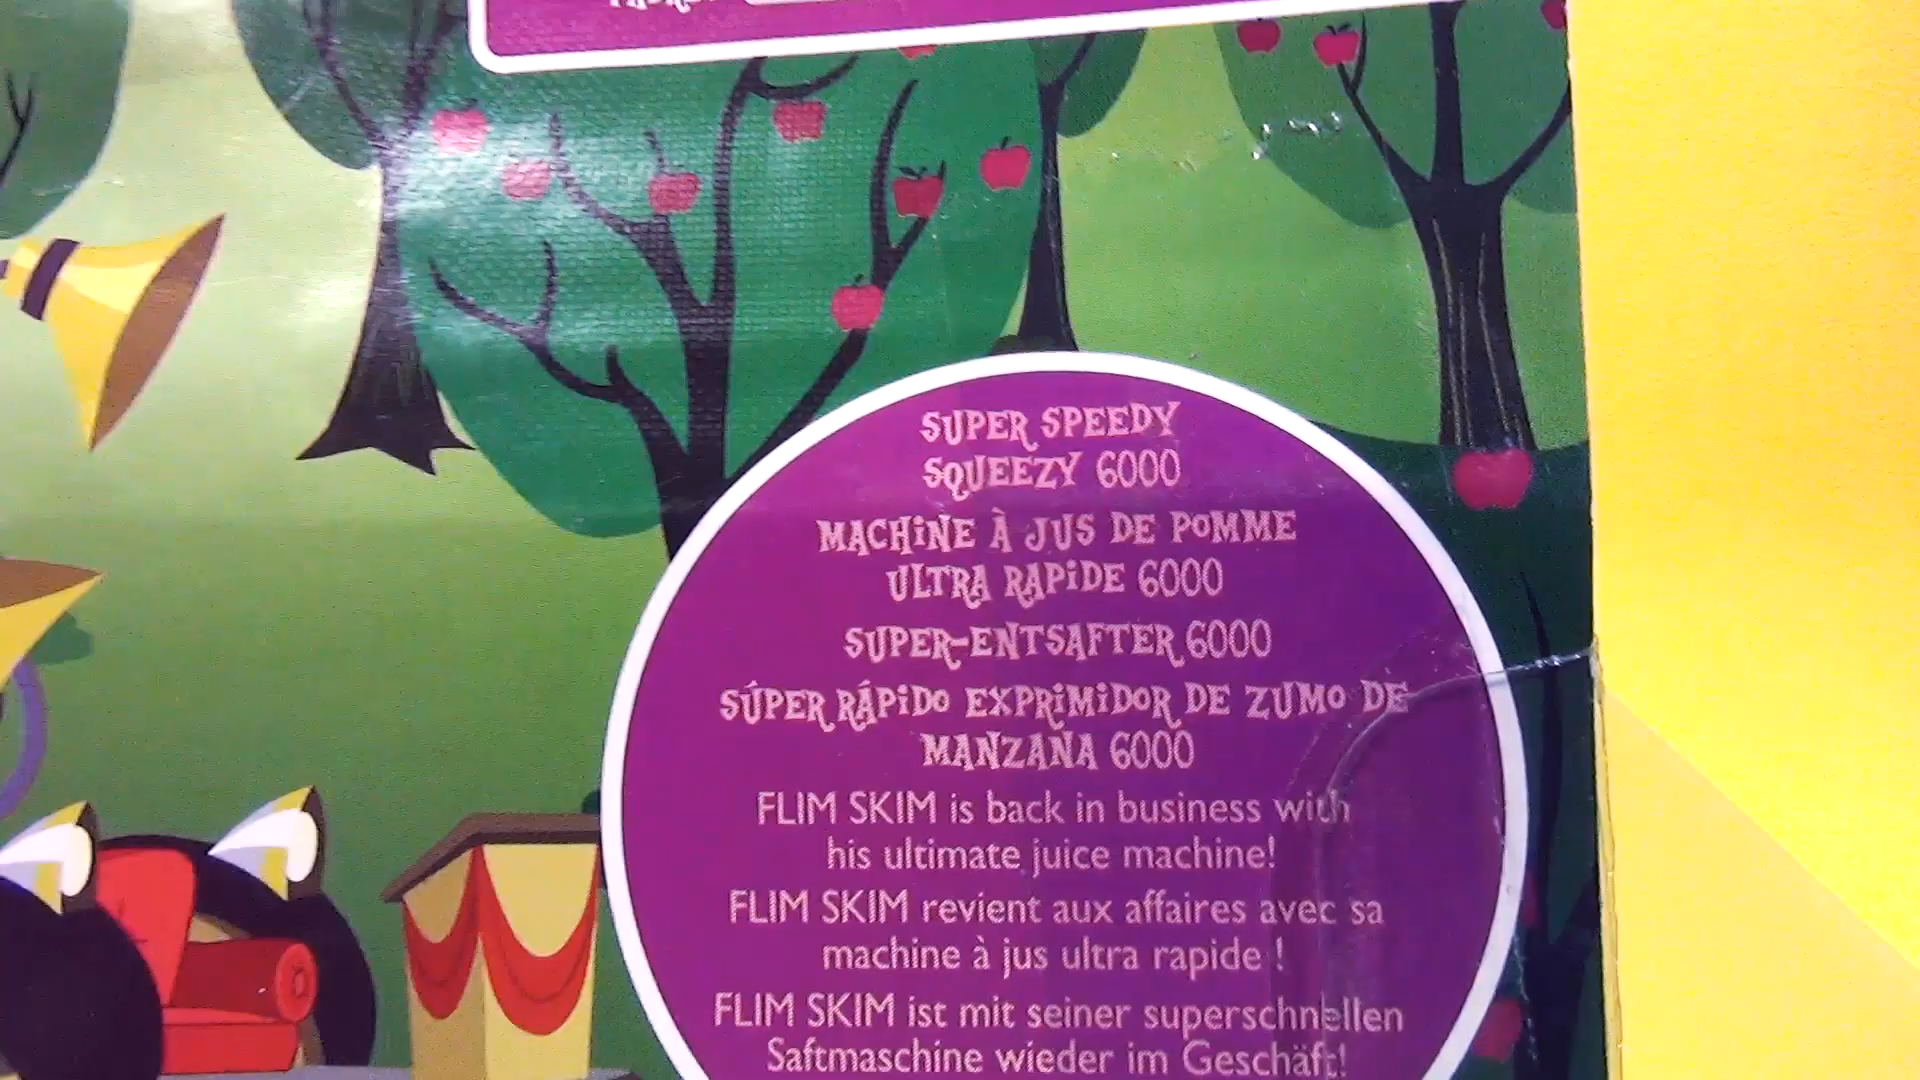 SUPER SPEEDY
SQUEEZY 6000
MACHINE À JUS DE POMME
ULTRA RAPIDE 6000
SUPER-ENTSAFTER 6000
SÚPER RÁPIDO EXPRIMIDOR DE ZUMO DE
MANZANA 6000
FLIM SKIM is back in business with
his ultimate juice machine!
FLIM SKIM revient aux affaires avec sa
machine à jus ultra rapide !
FLIM SKIM ist mit seiner superschnellen
Saftmaschine wieder im Geschäft!